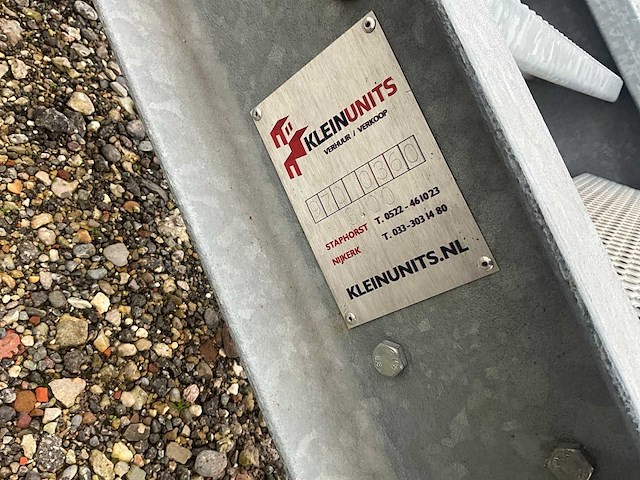 KLEINUNITS
VERHUUR / VERKOOP
STAPHORST T. 0522 - 461023
NIJKERK T. 033-303 14 80
KLEINUNITS.NL